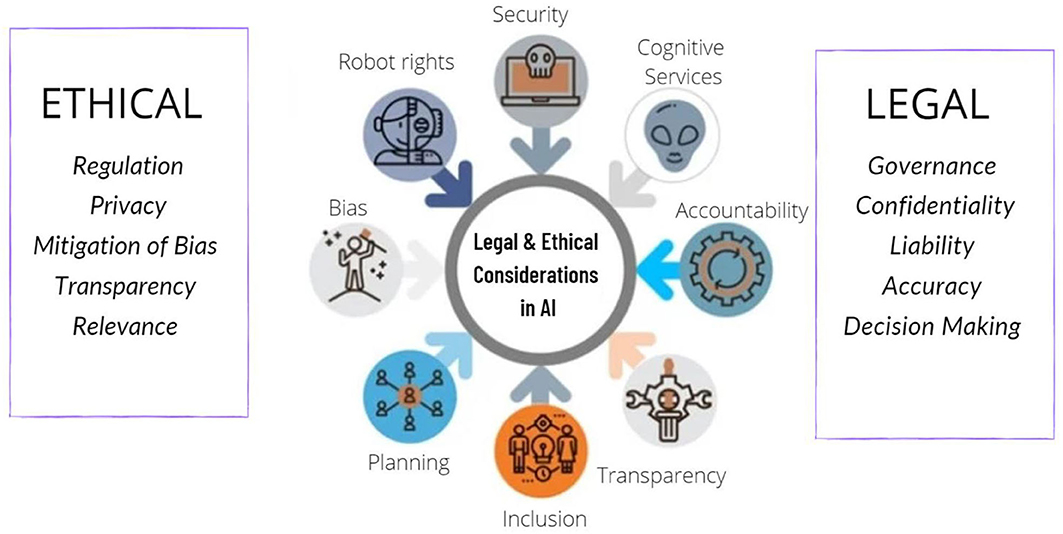 ETHICAL
Regulation
Privacy
Mitigation of Bias
Transparency
Relevance
Security
Robot rights
Cognitive
Services
Bias
Accountability
Legal & Ethical
Considerations
in AI
Planning
Transparency
Inclusion
LEGAL
Governance
Confidentiality
Liability
Accuracy
Decision Making